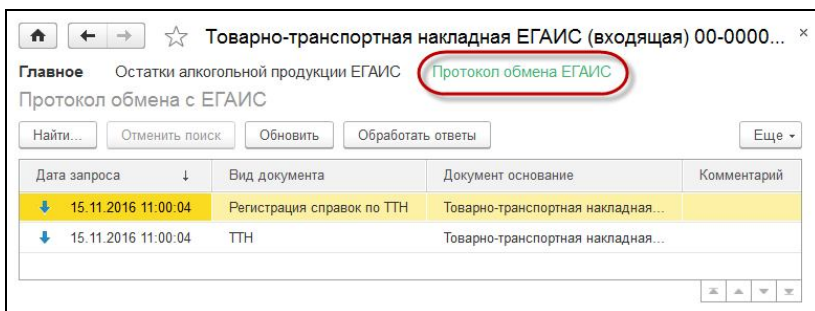 Товарно-транспортная накладная ЕГАИС (входящая) 00-0000... ×
Главное Остатки алкогольной продукции ЕГАИС Протокол обмена ЕГАИС
Протокол обмена с ЕГАИС
Найти... Отменить поиск Обновить Обработать ответы Еще
Дата запроса ↓ Вид документа Документ основание Комментарий
15.11.2016 11:00:04 Регистрация справок по ТТН Товарно-транспортная накладная...
15.11.2016 11:00:04 ТТН Товарно-транспортная накладная...